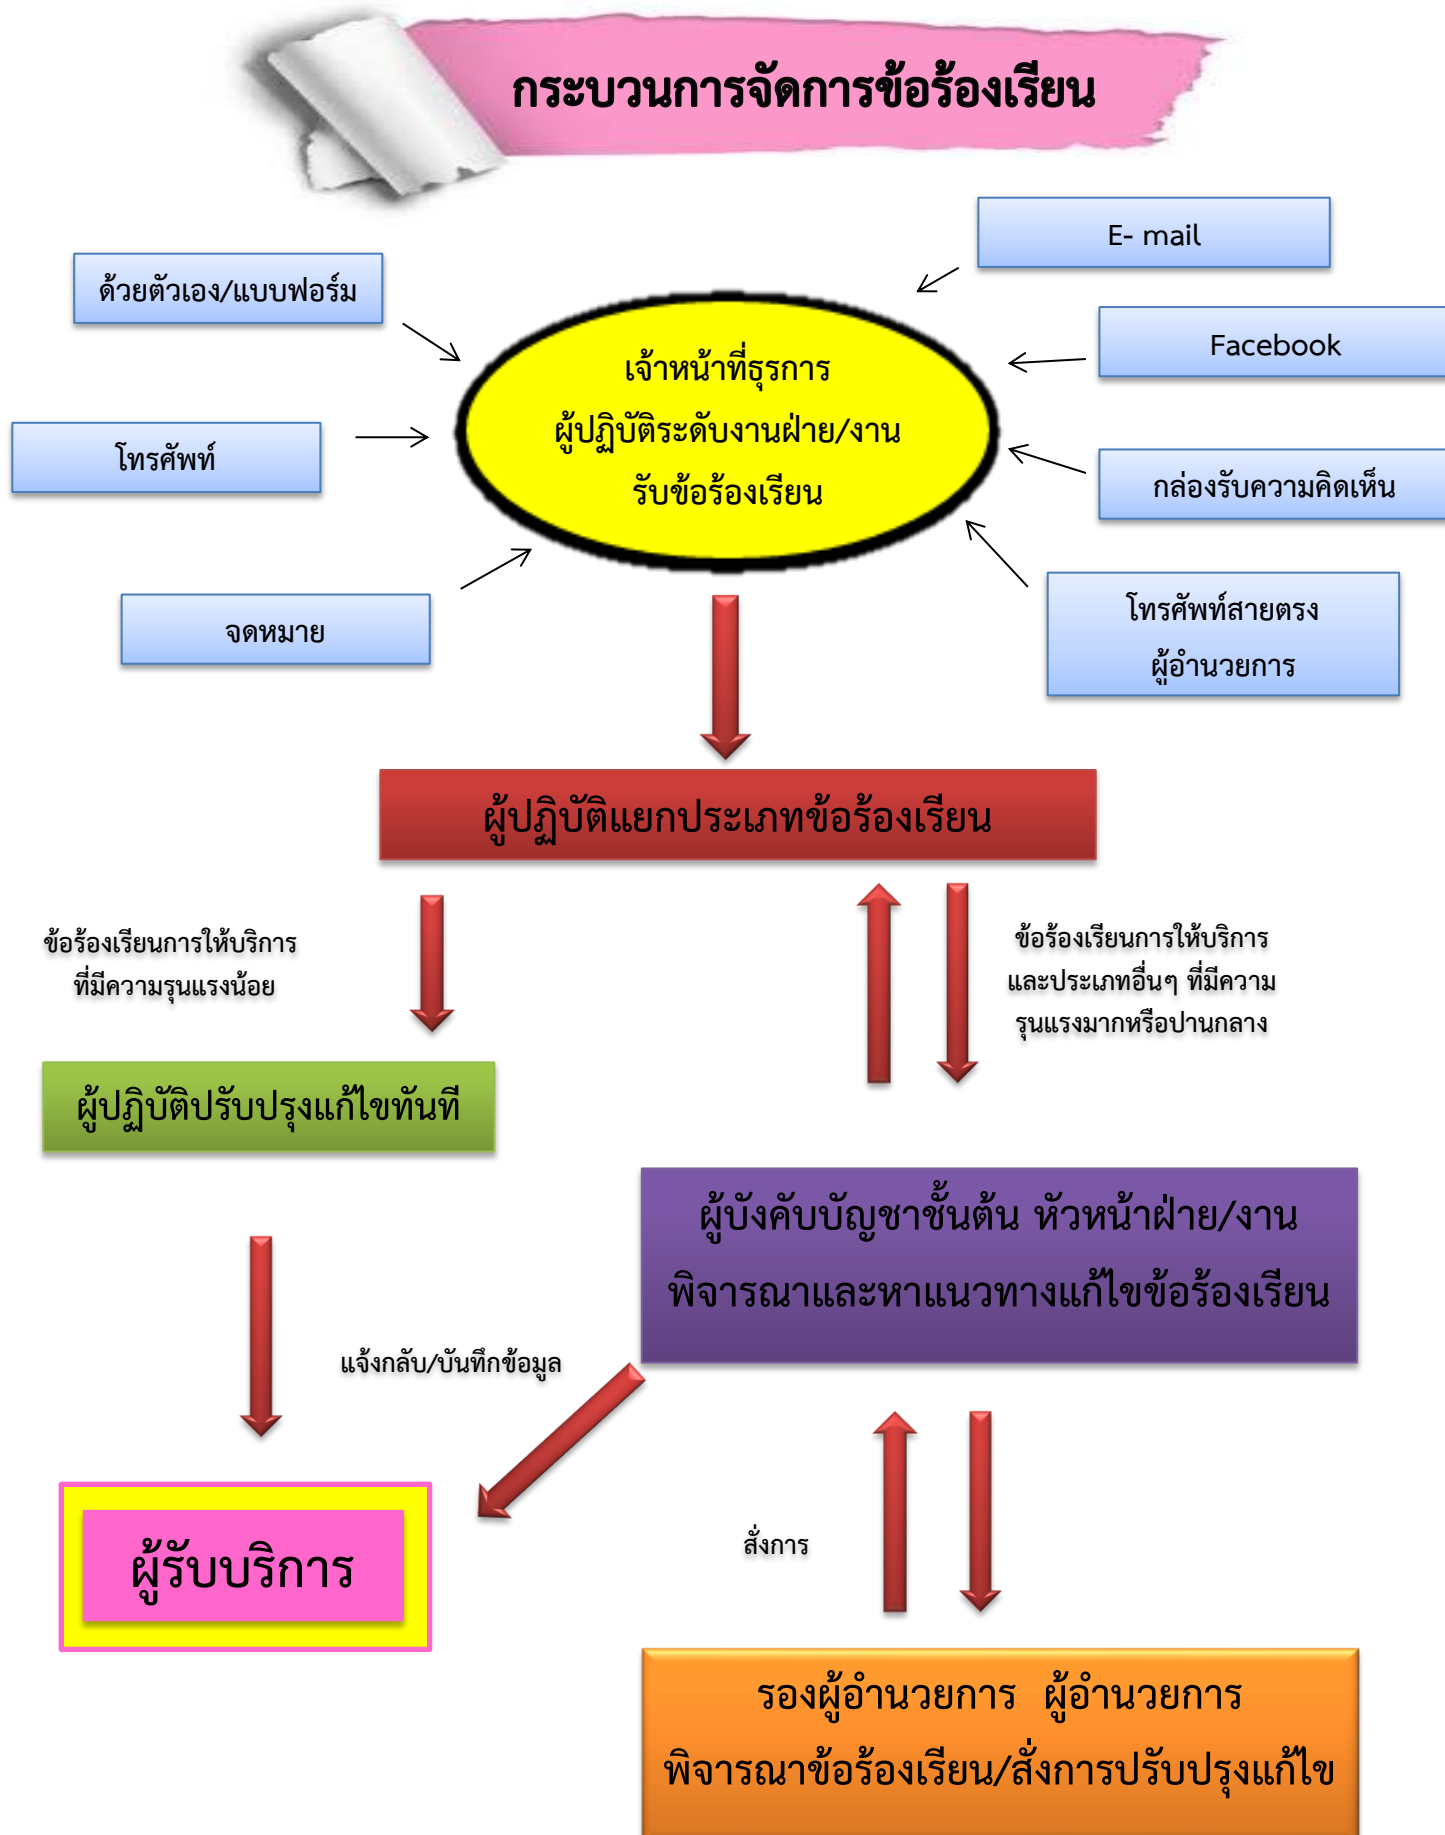 กระบวนการจัดการข้อร้องเรียน
E- mail
ด้วยตัวเอง/แบบฟอร์ม
Facebook
เจ้าหน้าที่ธุรการ
ผู้ปฏิบัติระดับงานฝ่าย/งาน
รับข้อร้องเรียน
โทรศัพท์
กล่องรับความคิดเห็น
จดหมาย
โทรศัพท์สายตรง
ผู้อำนวยการ
ผู้ปฏิบัติแยกประเภทข้อร้องเรียน
ข้อร้องเรียนการให้บริการ
ที่มีความรุนแรงน้อย
ข้อร้องเรียนการให้บริการ
และประเภทอื่นๆ ที่มีความ
รุนแรงมากหรือปานกลาง
ผู้ปฏิบัติปรับปรุงแก้ไขทันที
ผู้บังคับบัญชาชั้นต้น หัวหน้าฝ่าย/งาน
พิจารณาและหาแนวทางแก้ไขข้อร้องเรียน
แจ้งกลับ/บันทึกข้อมูล
ผู้รับบริการ
สั่งการ
รองผู้อำนวยการ ผู้อำนวยการ
พิจารณาข้อร้องเรียน/สั่งการปรับปรุงแก้ไข